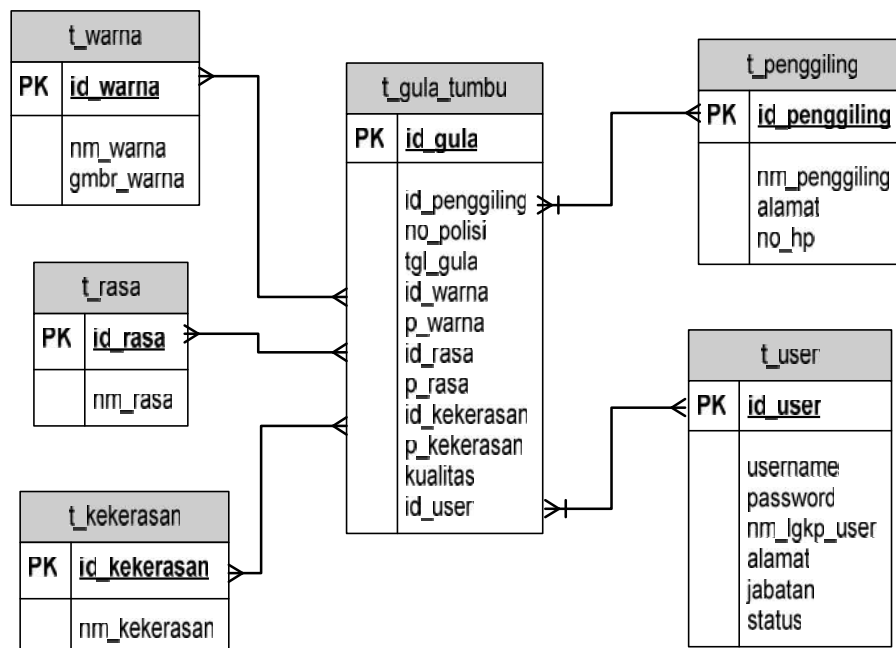 t_warna
PK id_warna
nm_warna
gmbr_warna
t_rasa
PK id_rasa
nm_rasa
t_kekerasan
PK id_kekerasan
nm_kekerasan
t_gula_tumbu
PK id_gula
id_penggiling
no_polisi
tgl_gula
id_warna
p_warna
id_rasa
p_rasa
id_kekerasan
p_kekerasan
kualitas
id_user
t_penggiling
PK id_penggiling
nm_penggiling
alamat
no_hp
t_user
PK id_user
username
password
nm_lgkp_user
alamat
jabatan
status